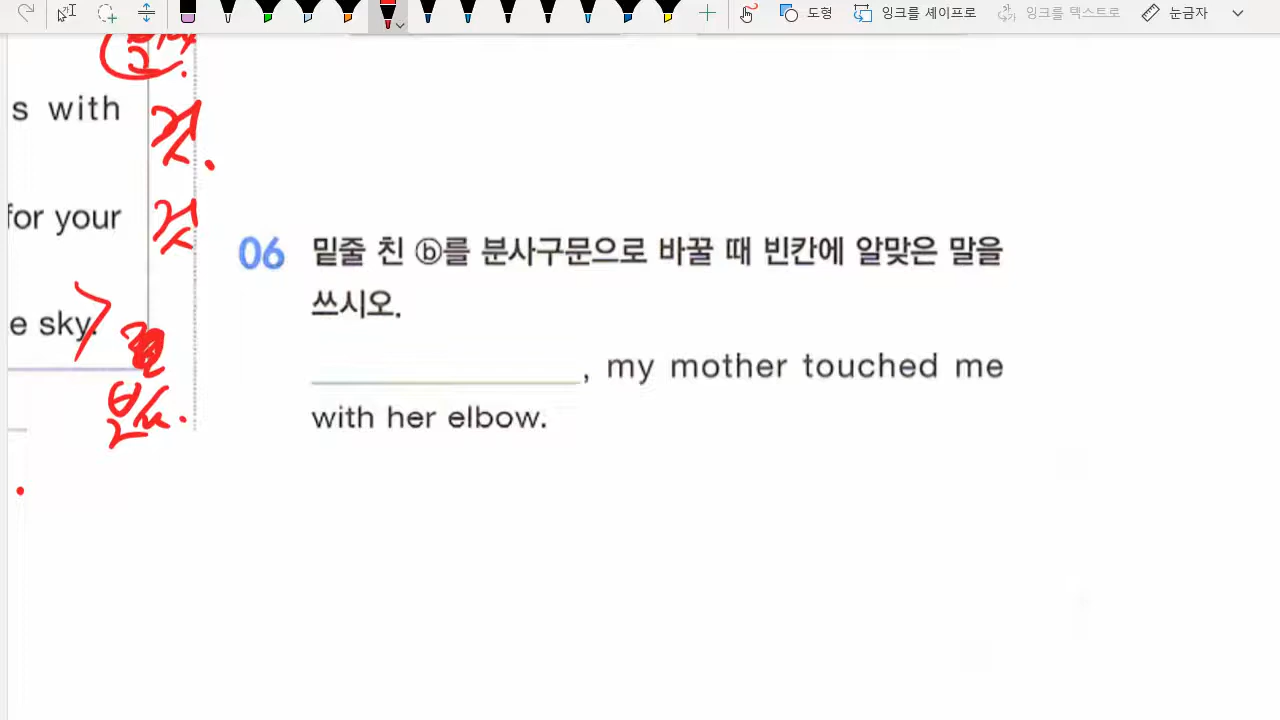 도형
잉크를 셰이프로
잉크를 텍스트로
눈금자
s with
것.
for your
것
e sky.
06 밑줄 친 ⓑ를 분사구문으로 바꿀 때 빈칸에 알맞은 말을
쓰시오.
, my mother touched me
with her elbow.